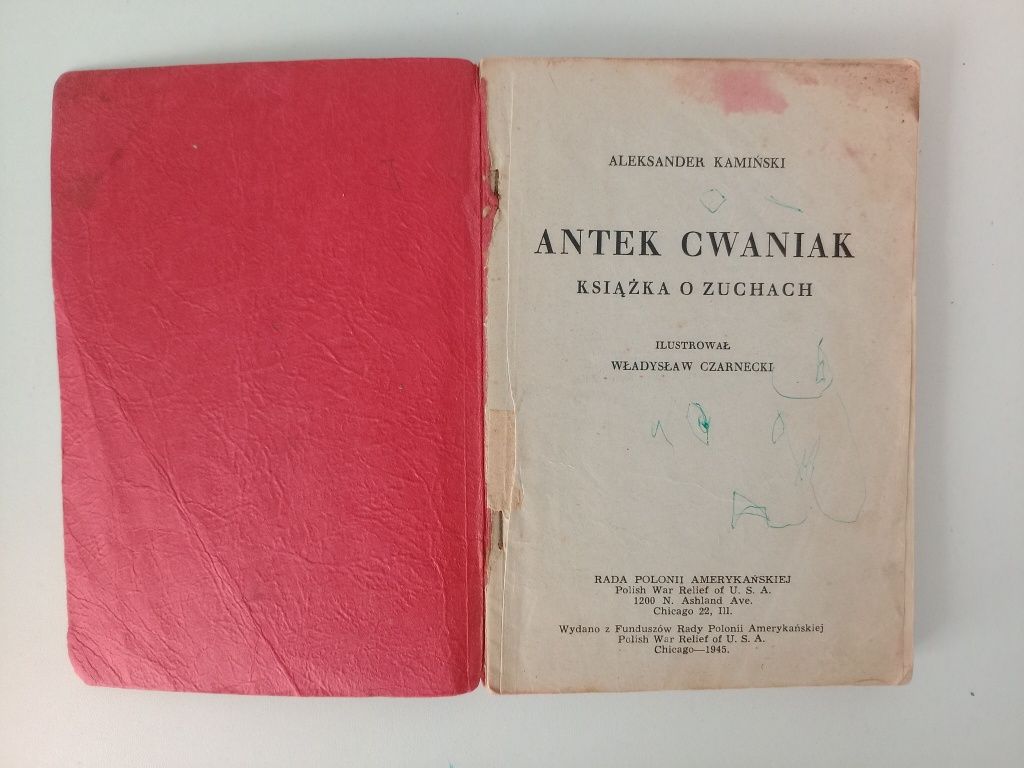 ALEKSANDER KAMIŃSKI
ANTEK CWANIAK
KSIĄŻKA O ZUCHACH
ILUSTROWAŁ
WŁADYSŁAW CZARNECKI
RADA POLONII AMERYKAŃSKIEJ
Polish War Relief of U. S. A.
1200 N. Ashland Ave.
Chicago 22, Ill.
Wydano z Funduszów Rady Polonii Amerykańskiej
Polish War Relief of U. S. A.
Chicago—1945.